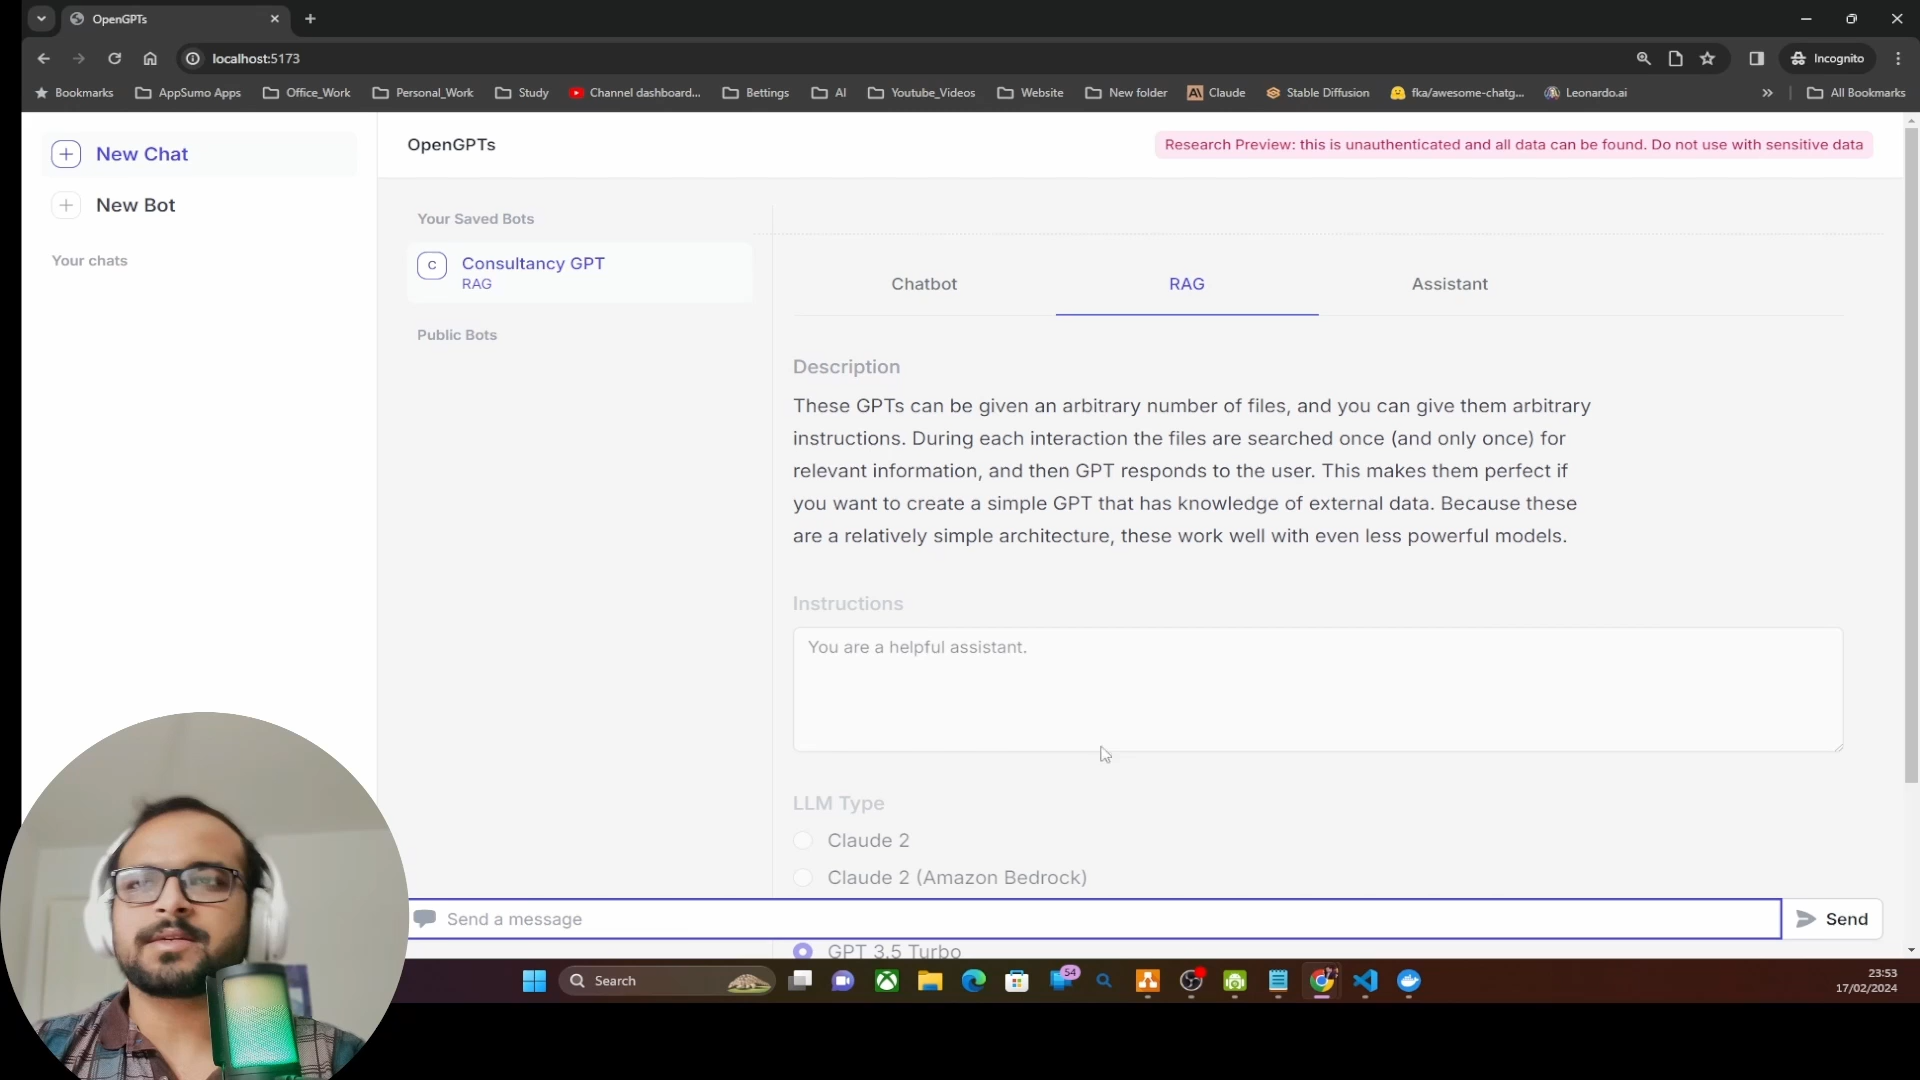 OpenGPTs
localhost:5173
Incognito
Bookmarks
AppSumo Apps
Office_Work
Personal_Work
Study
Channel dashboard...
Bettings
AI
Youtube_Videos
Website
New folder
Claude
Stable Diffusion
fka/awesome-chatg...
Leonardo.ai
All Bookmarks
New Chat
New Bot
Your chats
OpenGPTs
Research Preview: this is unauthenticated and all data can be found. Do not use with sensitive data
Your Saved Bots
C
Consultancy GPT
RAG
Public Bots
Chatbot
RAG
Assistant
Description
These GPTs can be given an arbitrary number of files, and you can give them arbitrary
instructions. During each interaction the files are searched once (and only once) for
relevant information, and then GPT responds to the user. This makes them perfect if
you want to create a simple GPT that has knowledge of external data. Because these
are a relatively simple architecture, these work well with even less powerful models.
Instructions
You are a helpful assistant.
LLM Type
Claude 2
Claude 2 (Amazon Bedrock)
Send a message
Send
GPT 3.5 Turbo
Search
54
23:53
17/02/2024